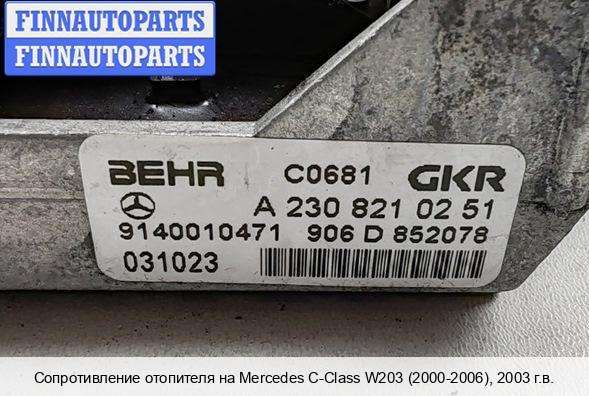 FINNAUTOPARTS
FINNAUTOPARTS
BEHR C0681 GKR
A 230 821 02 51
9140010471 906 D 852078
031023
Сопротивление отопителя на Mercedes C-Class W203 (2000-2006), 2003 г.в.